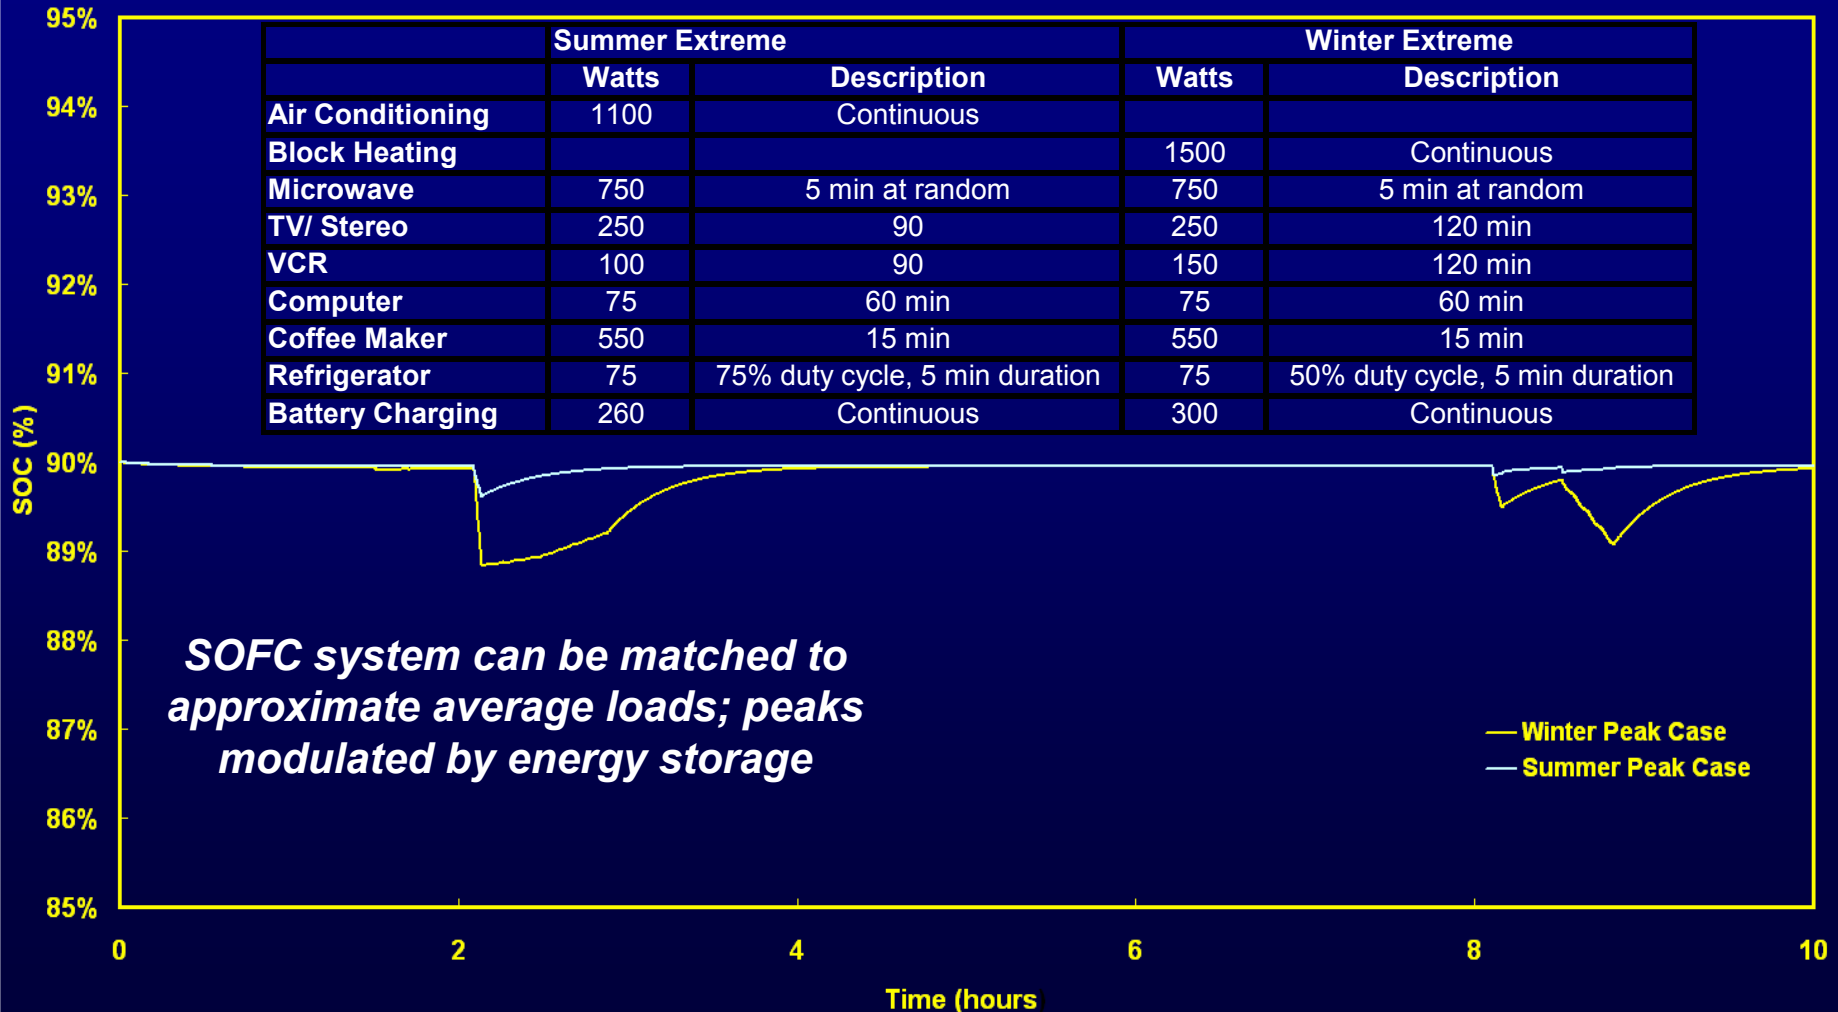 95%
Summer Extreme Winter Extreme
Watts Description Watts Description
94%
Air Conditioning 1100 Continuous
Block Heating 1500 Continuous
93%
Microwave 750 5 min at random 750 5 min at random
TV/ Stereo 250 90 250 120 min
VCR 100 90 150 120 min
92%
Computer 75 60 min 75 60 min
Coffee Maker 550 15 min 550 15 min
91%
Refrigerator 75 75% duty cycle, 5 min duration 75 50% duty cycle, 5 min duration
Battery Charging 260 Continuous 300 Continuous
SOC (%)
90%
89%
88%
SOFC system can be matched to
approximate average loads; peaks
modulated by energy storage
87%
Winter Peak Case
Summer Peak Case
86%
85%
0 2 4 6 8 10
Time (hours)